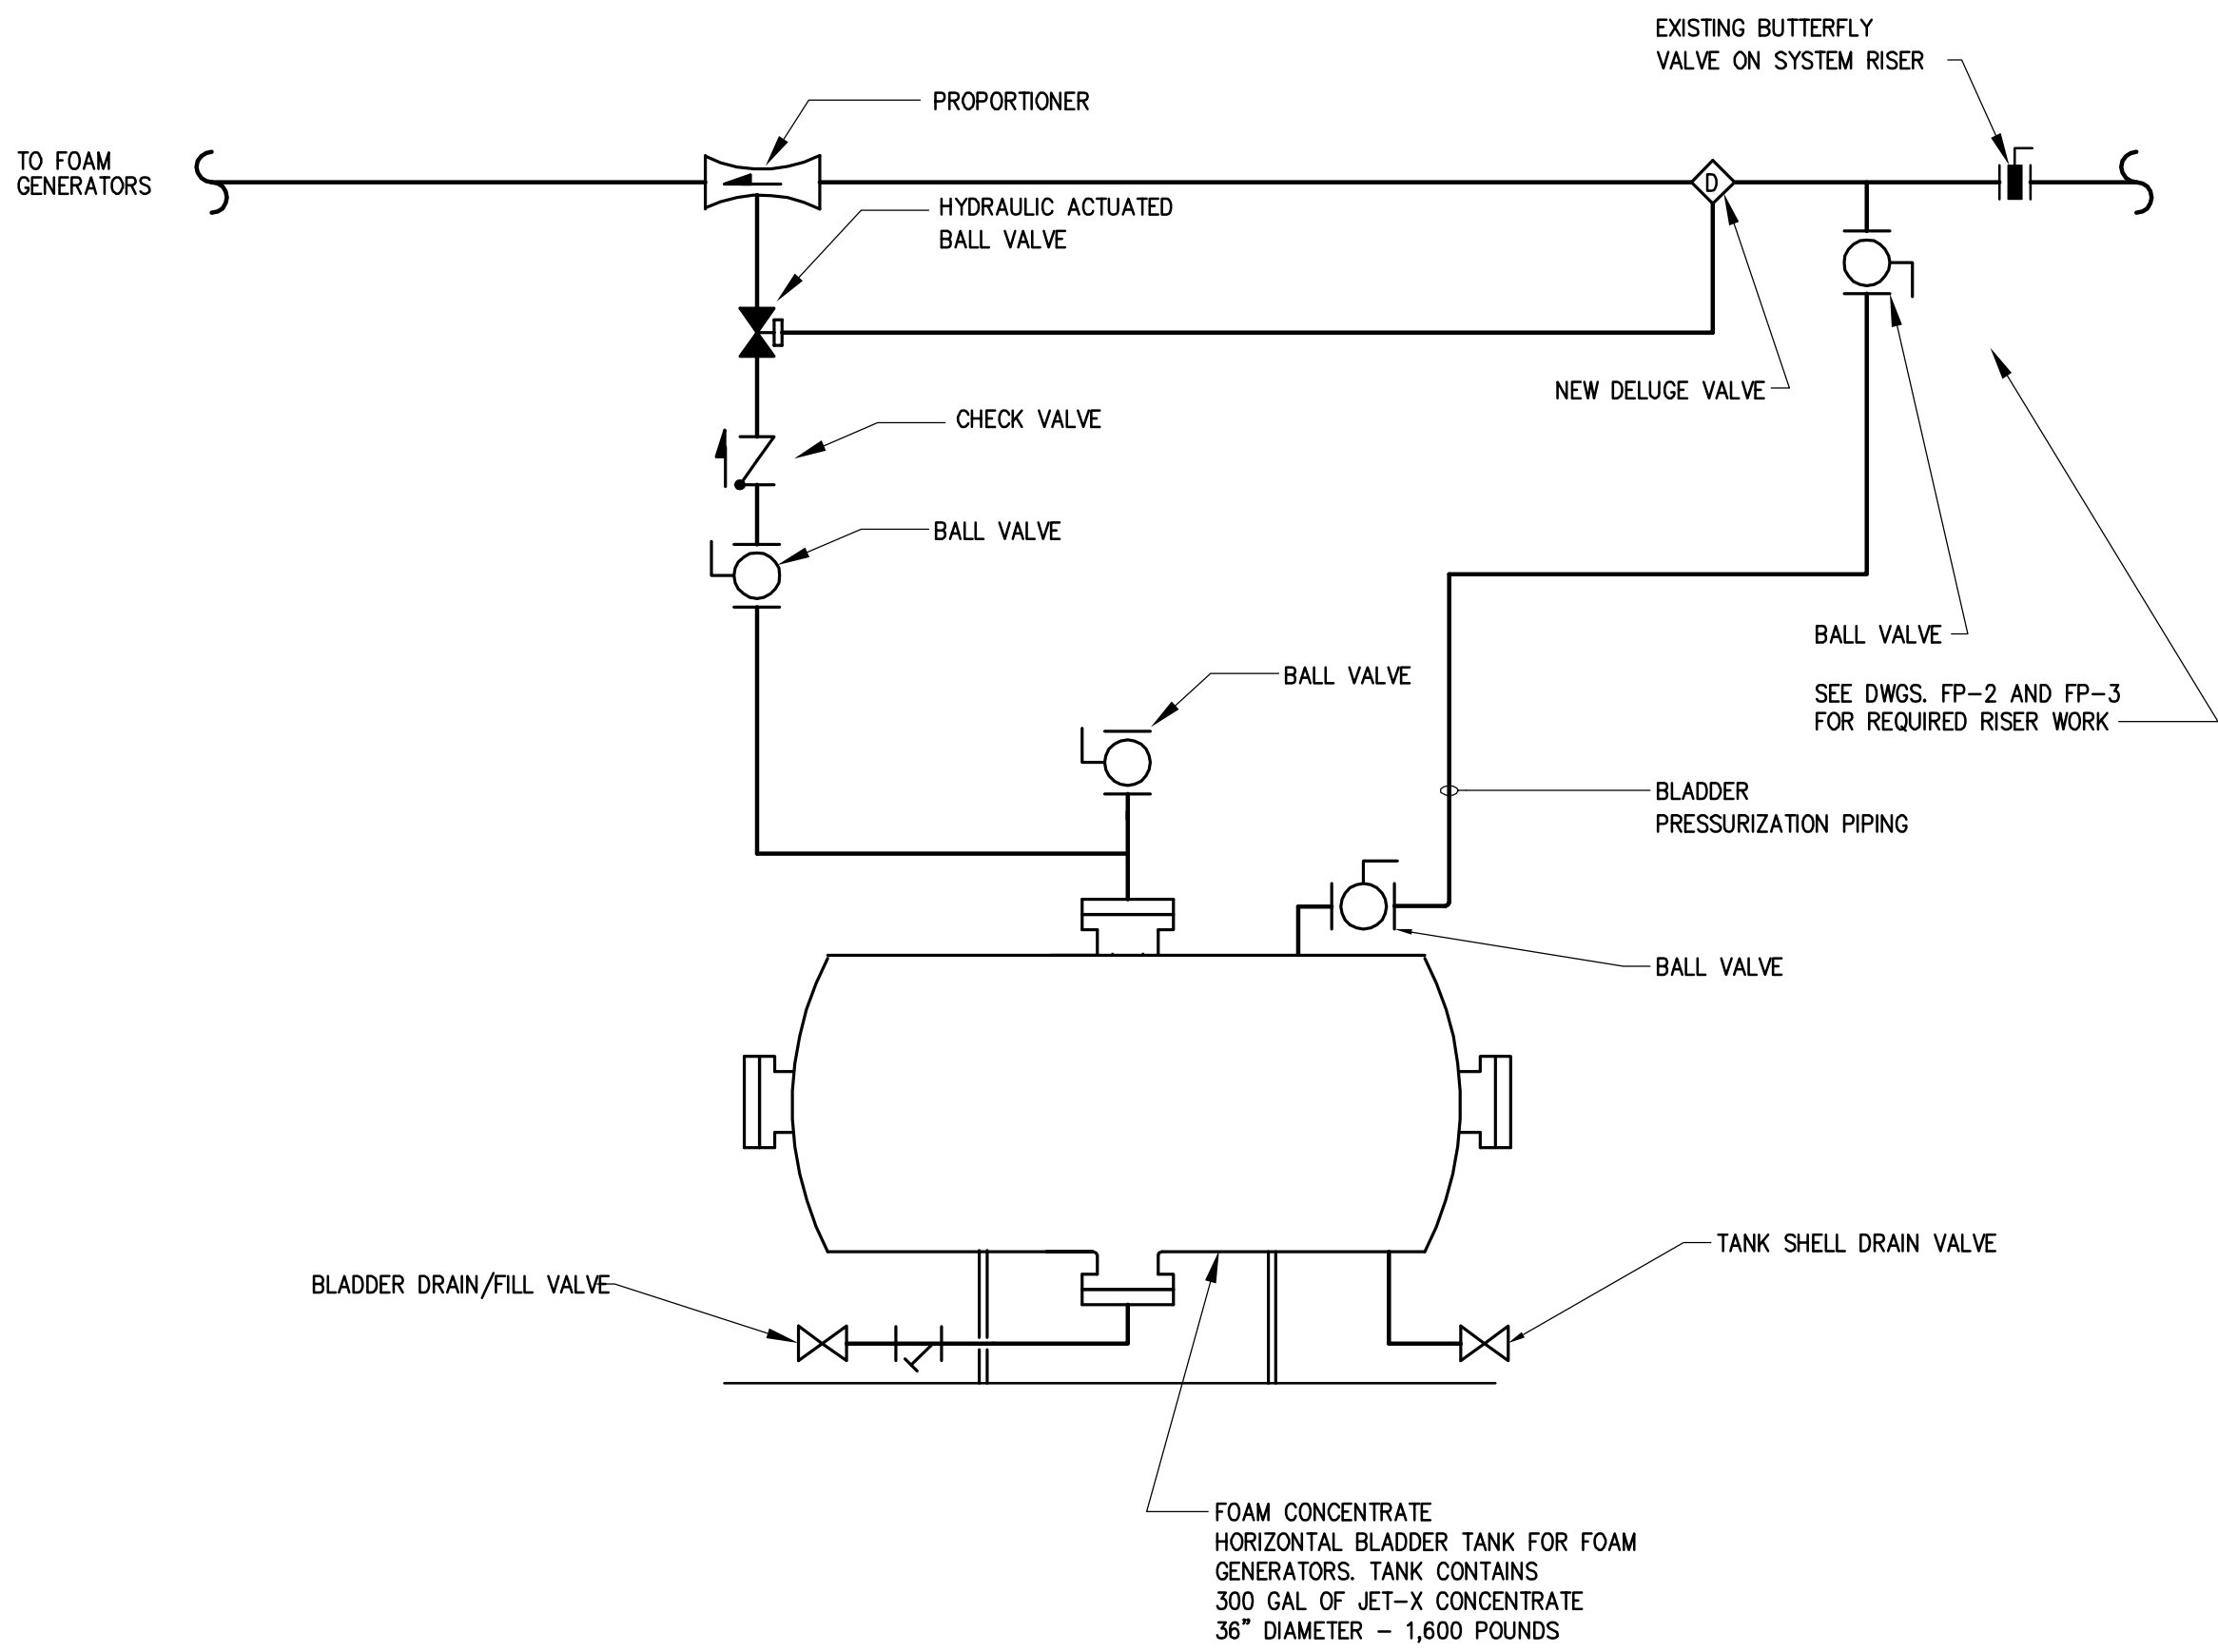 EXISTING BUTTERFLY
VALVE ON SYSTEM RISER
PROPORTIONER
TO FOAM
GENERATORS
D
HYDRAULIC ACTUATED
BALL VALVE
NEW DELUGE VALVE
CHECK VALVE
BALL VALVE
BALL VALVE
BALL VALVE
SEE DWGS. FP-2 AND FP-3
FOR REQUIRED RISER WORK
BLADDER
PRESSURIZATION PIPING
BALL VALVE
TANK SHELL DRAIN VALVE
BLADDER DRAIN/FILL VALVE
FOAM CONCENTRATE
HORIZONTAL BLADDER TANK FOR FOAM
GENERATORS. TANK CONTAINS
300 GAL OF JET-X CONCENTRATE
36" DIAMETER - 1,600 POUNDS